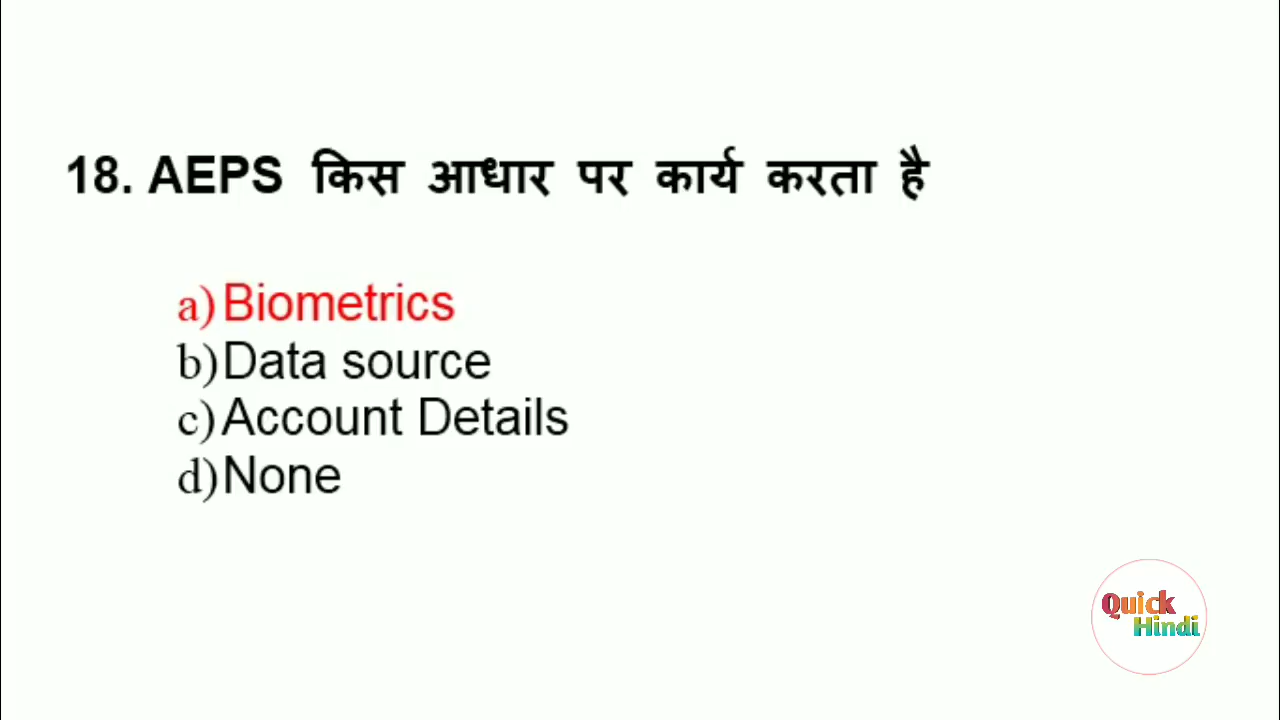 18. AEPS किस आधार पर कार्य करता है
a) Biometrics
b) Data source
c) Account Details
d) None
Quick
Hindi